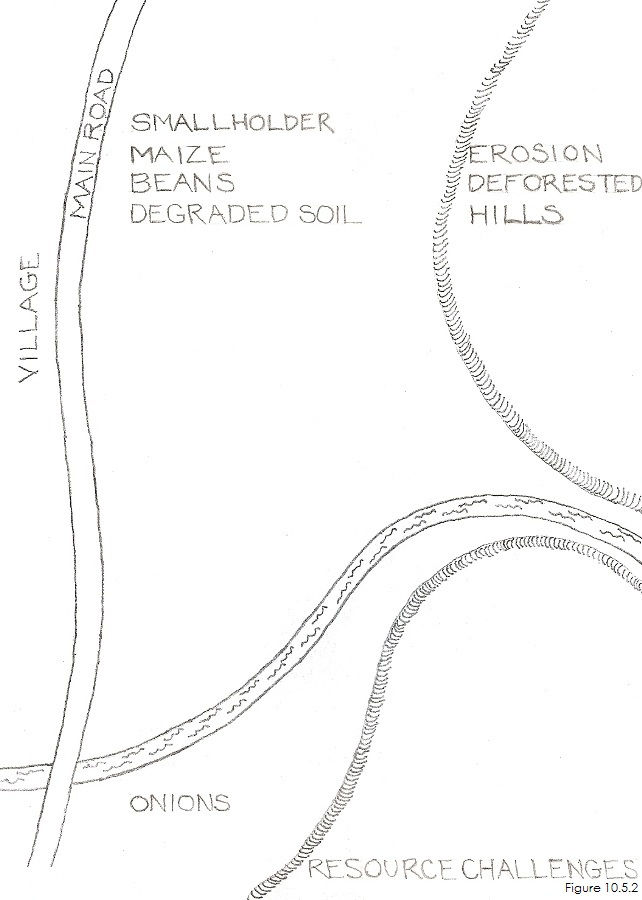 MAIN ROAD
SMALLHOLDER
MAIZE
BEANS
DEGRADED SOIL
EROSION
DEFORESTED
HILLS
VILLAGE
ONIONS
RESOURCE CHALLENGES
Figure 10.5.2